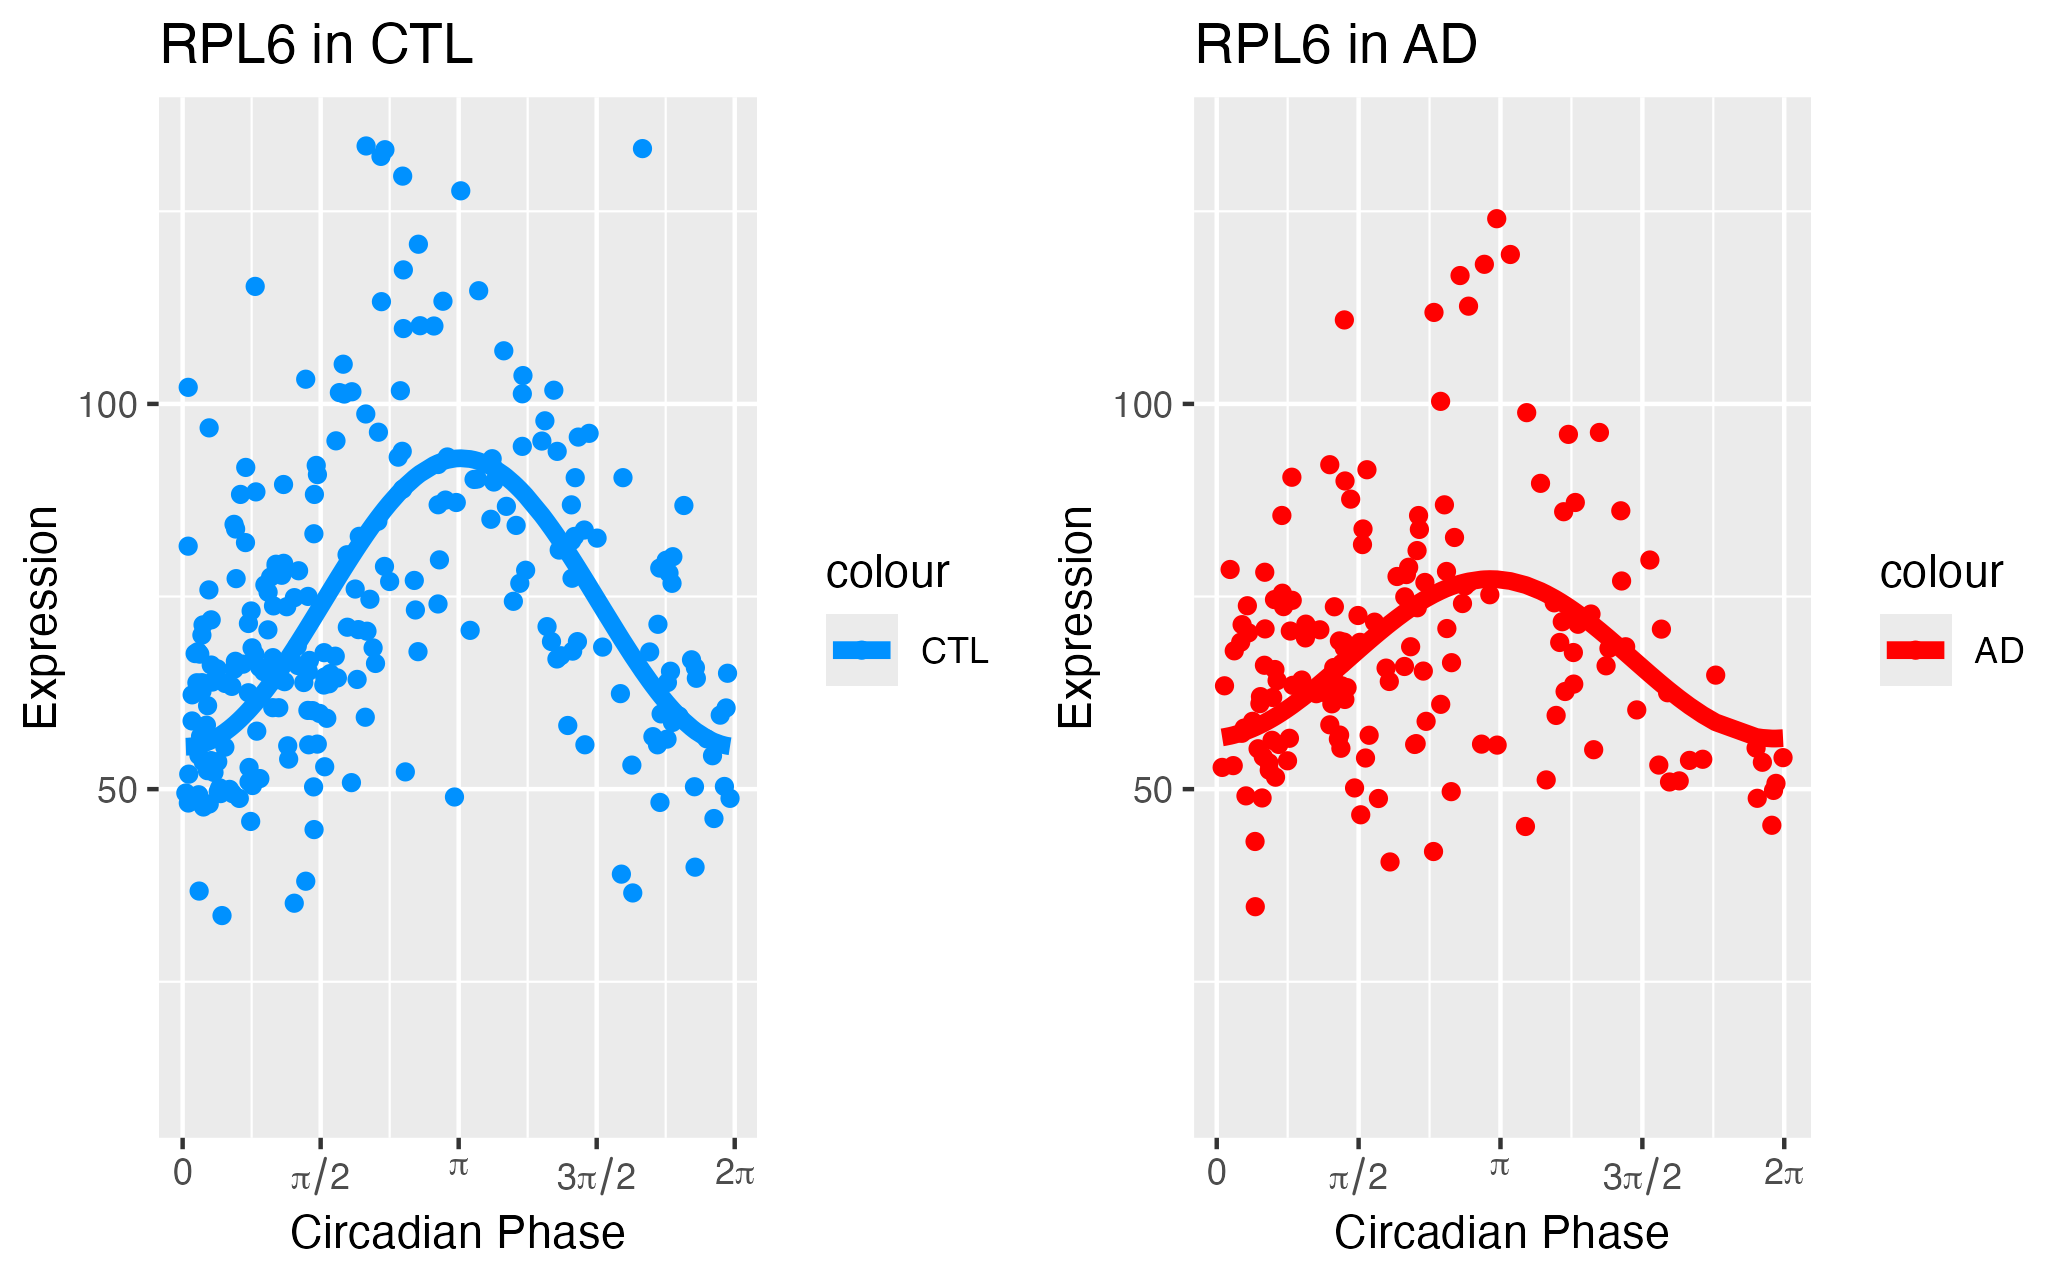 RPL6 in CTL
Expression
100
50
0 π/2 π 3π/2 2π
Circadian Phase
colour
CTL
RPL6 in AD
Expression
100
50
0 π/2 π 3π/2 2π
Circadian Phase
colour
AD